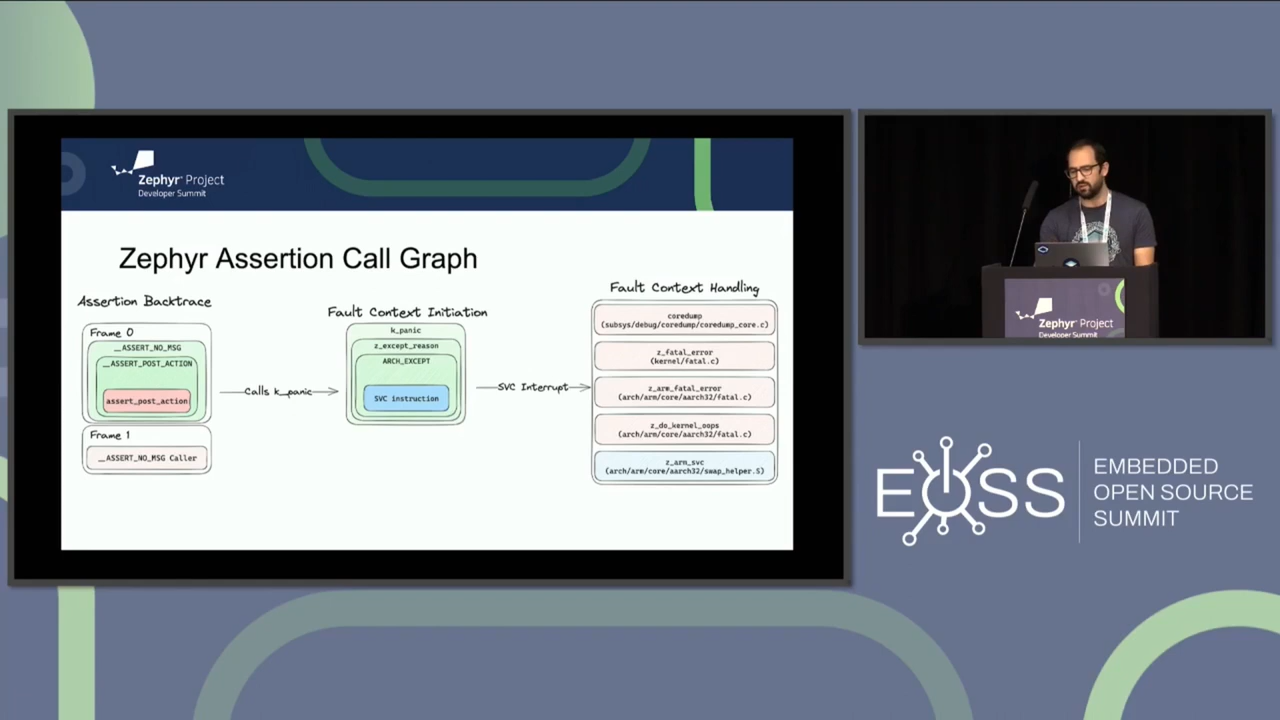 Zephyr® Project
Developer Summit
Zephyr Assertion Call Graph
Assertion Backtrace
Frame 0
__ASSERT_NO_MSG
__ASSERT_POST_ACTION
assert_post_action
Frame 1
__ASSERT_NO_MSG Caller
Calls k_panic
Fault Context Initiation
k_panic
z_except_reason
ARCH_EXCEPT
SVC instruction
SVC Interrupt
Fault Context Handling
coredump
(subsys/debug/coredump/coredump_core.c)
z_fatal_error
(kernel/fatal.c)
z_arm_fatal_error
(arch/arm/core/aarch32/fatal.c)
z_do_kernel_oops
(arch/arm/core/aarch32/fatal.c)
z_arm_svc
(arch/arm/core/aarch32/swap_helper.S)
Zephyr® Project
Developer Summit
EOSS
EMBEDDED
OPEN SOURCE
SUMMIT